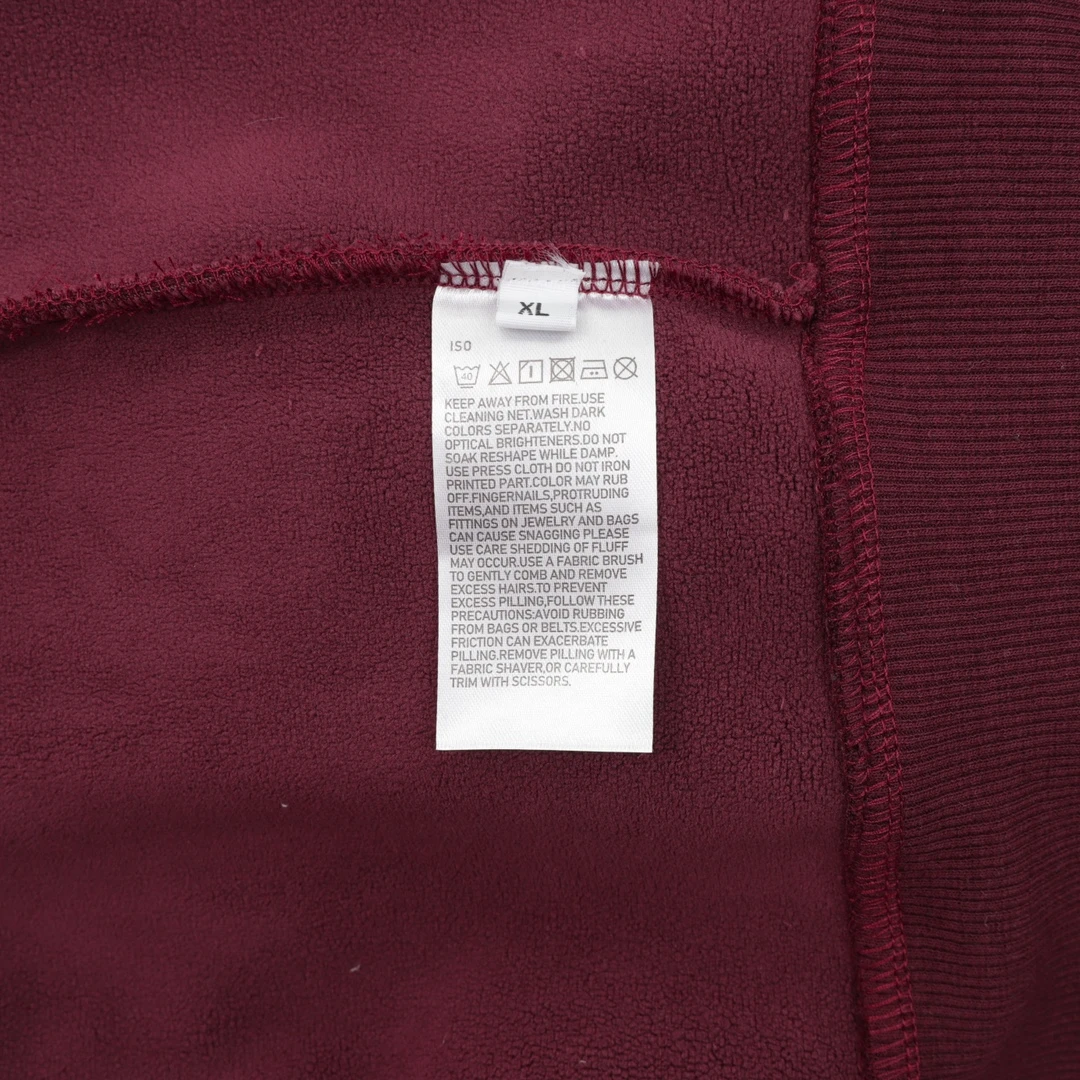 XL
ISO
40
KEEP AWAY FROM FIRE.USE
CLEANING NET.WASH DARK
COLORS SEPARATELY.NO
OPTICAL BRIGHTENERS.DO NOT
SOAK RESHAPE WHILE DAMP.
USE PRESS CLOTH DO NOT IRON
PRINTED PART.COLOR MAY RUB
OFF.FINGERNAILS,PROTRUDING
ITEMS,AND ITEMS SUCH AS
FITTINGS ON JEWELRY AND BAGS
CAN CAUSE SNAGGING PLEASE
USE CARE SHEDDING OF FLUFF
MAY OCCUR.USE A FABRIC BRUSH
TO GENTLY COMB AND REMOVE
EXCESS HAIRS.TO PREVENT
EXCESS PILLING,FOLLOW THESE
PRECAUTIONS:AVOID RUBBING
FROM BAGS OR BELTS.EXCESSIVE
FRICTION CAN EXACERBATE
PILLING.REMOVE PILLING WITH A
FABRIC SHAVER,OR CAREFULLY
TRIM WITH SCISSORS.